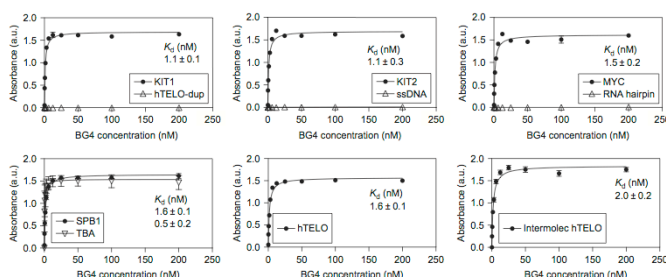 Absorbance (a.u.)
2.0
1.5
1.0
0.5
0
Kd (nM)
1.1 ± 0.1
KIT1
hTELO-dup
0 50 100 150 200 250
BG4 concentration (nM)
Absorbance (a.u.)
2.0
1.5
1.0
0.5
0
Kd (nM)
1.1 ± 0.3
KIT2
ssDNA
0 50 100 150 200 250
BG4 concentration (nM)
Absorbance (a.u.)
2.0
1.5
1.0
0.5
0
Kd (nM)
1.5 ± 0.2
MYC
RNA hairpin
0 50 100 150 200 250
BG4 concentration (nM)
Absorbance (a.u.)
2.0
1.5
1.0
0.5
0
Kd (nM)
1.6 ± 0.1
0.5 ± 0.2
SPB1
TBA
0 50 100 150 200 250
BG4 concentration (nM)
Absorbance (a.u.)
2.0
1.5
1.0
0.5
0
Kd (nM)
1.6 ± 0.1
hTELO
0 50 100 150 200 250
BG4 concentration (nM)
Absorbance (a.u.)
2.0
1.5
1.0
0.5
0
Kd (nM)
2.0 ± 0.2
Intermolec hTELO
0 50 100 150 200 250
BG4 concentration (nM)